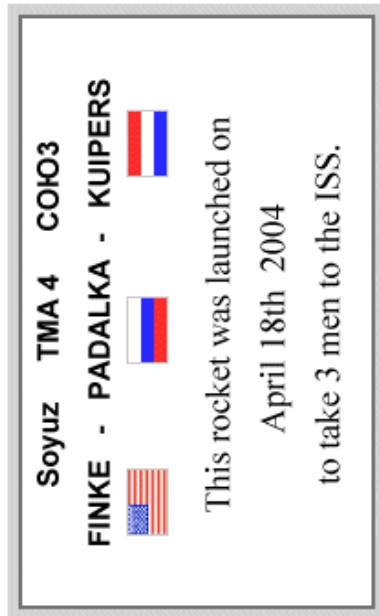 Soyuz TMA 4 СОЮЗ
FINKE - PADALKA - KUIPERS
This rocket was launched on
April 18th 2004
to take 3 men to the ISS.